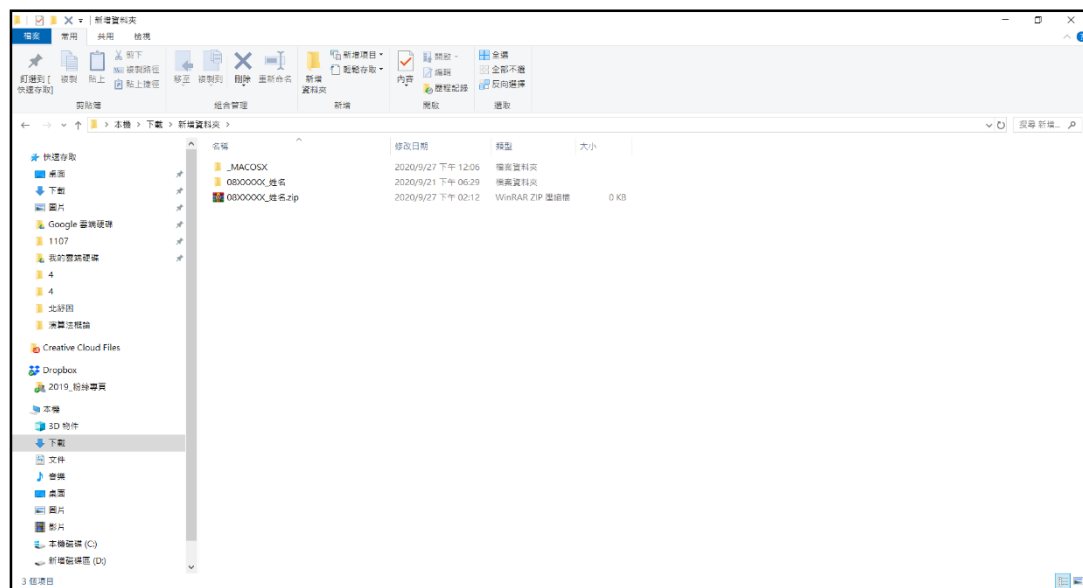 新增資料夾
檔案 常用 共用 檢視
釘選到 [快速存取]
複製
貼上
剪下
複製路徑
貼上捷徑
剪貼簿
移至
複製到
刪除
重新命名
組合管理
新增資料夾
新增項目
輕鬆存取
新增
內容
開啟
編輯
歷程記錄
開啟
全選
全部不選
反向選擇
選取
本機 > 下載 > 新增資料夾 >
搜尋 新增...
名稱 修改日期 類型 大小
_MACOSX 2020/9/27 下午 12:06 檔案資料夾
08XXXXX_姓名 2020/9/21 下午 06:29 檔案資料夾
08XXXXX_姓名.zip 2020/9/27 下午 02:12 WinRAR ZIP 壓縮檔 0 KB
快速存取
桌面
下載
圖片
Google 雲端硬碟
1107
我的雲端硬碟
4
4
演算法概論
Creative Cloud Files
Dropbox
2019_粉絲專頁
本機
3D 物件
下載
文件
音樂
桌面
圖片
影片
本機磁碟 (C:)
新增磁碟區 (D:)
3 個項目